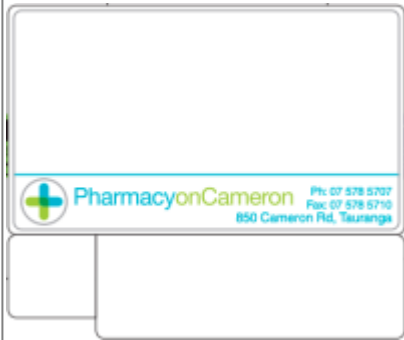 PharmacyonCameron
Ph: 07 578 5707
Fax: 07 578 5710
850 Cameron Rd, Tauranga